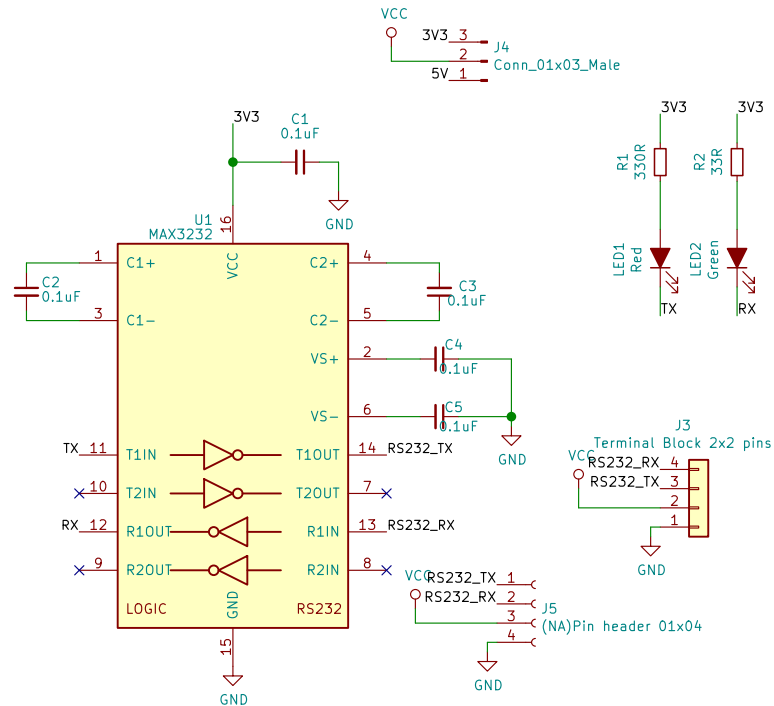 VCC
3V3 3
J4
2
Conn_01x03_Male
5V 1
3V3
C1
0.1uF
GND
3V3
3V3
R1
330R
R2
33R
LED1
Red
LED2
Green
TX
RX
U1
MAX3232
16
VCC
1 C1+
C2+ 4
C2
0.1uF
C3
0.1uF
3 C1-
C2- 5
VS+ 2
C4
0.1uF
VS- 6
C5
0.1uF
GND
TX 11 T1IN
T1OUT 14 RS232_TX
10 T2IN
T2OUT 7
RX 12 R1OUT
R1IN 13 RS232_RX
9 R2OUT
R2IN 8
LOGIC
GND
RS232
15
GND
J3
Terminal Block 2x2 pins
VCC
RS232_RX 4
RS232_TX 3
2
1
GND
VCC
RS232_TX 1
RS232_RX 2
J5
3
(NA)Pin header 01x04
4
GND